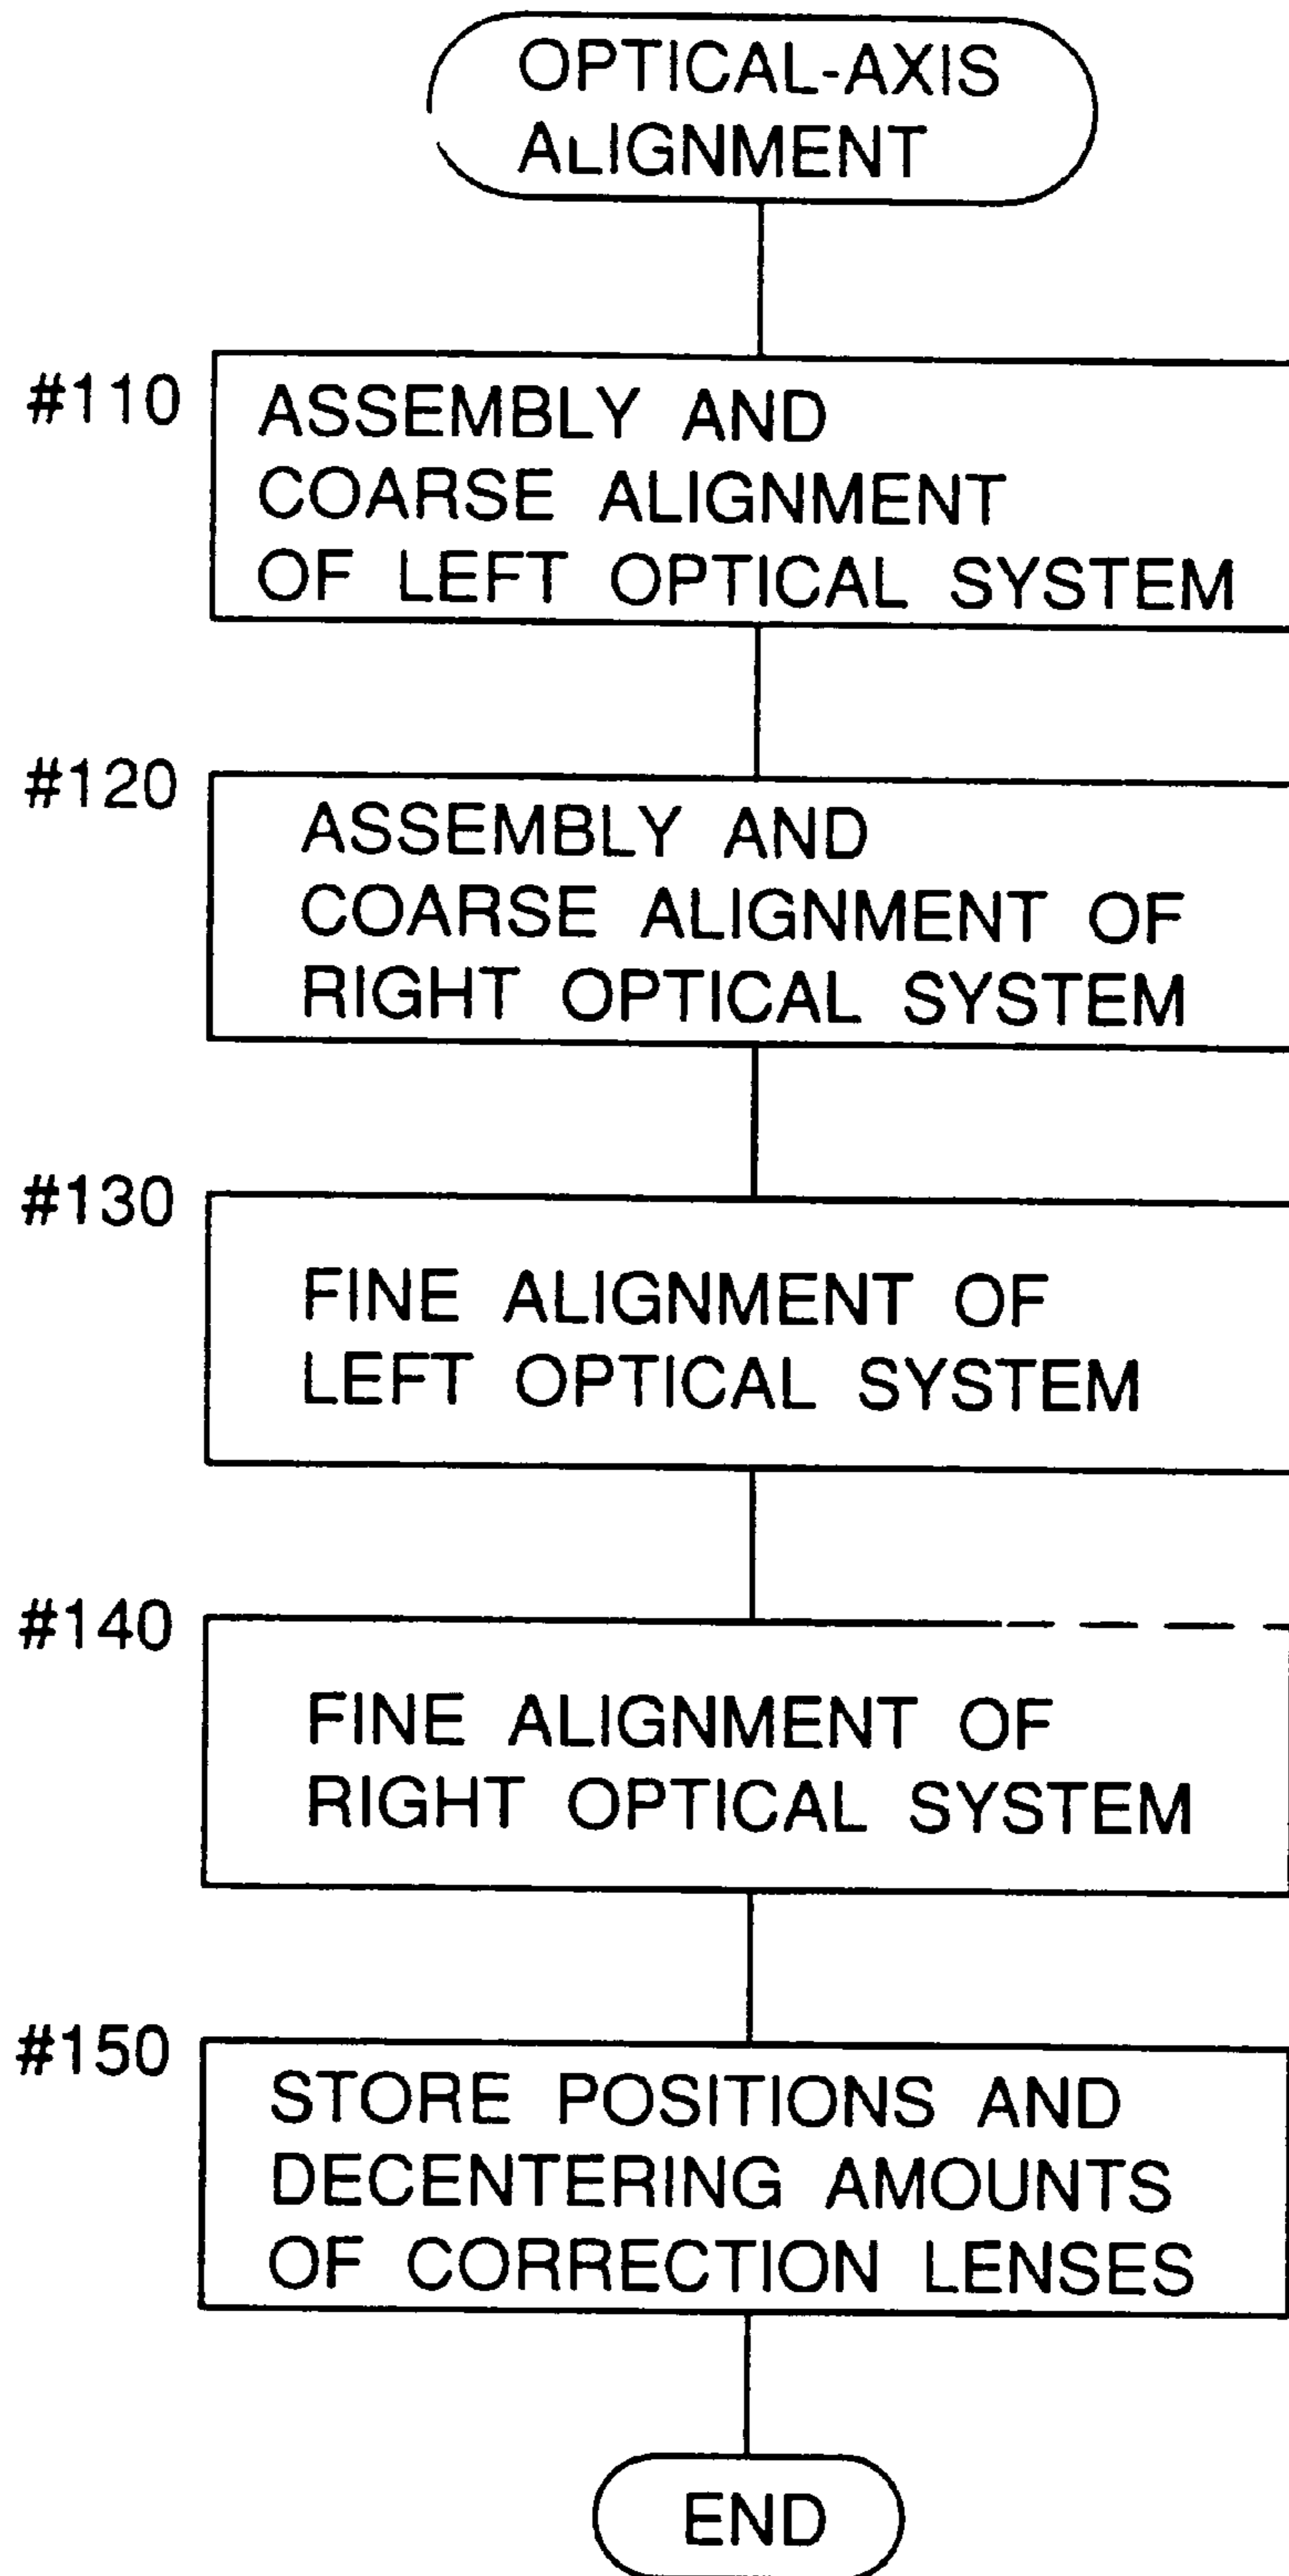 OPTICAL-AXIS
ALIGNMENT
#110
ASSEMBLY AND
COARSE ALIGNMENT
OF LEFT OPTICAL SYSTEM
#120
ASSEMBLY AND
COARSE ALIGNMENT OF
RIGHT OPTICAL SYSTEM
#130
FINE ALIGNMENT OF
LEFT OPTICAL SYSTEM
#140
FINE ALIGNMENT OF
RIGHT OPTICAL SYSTEM
#150
STORE POSITIONS AND
DECENTERING AMOUNTS
OF CORRECTION LENSES
END